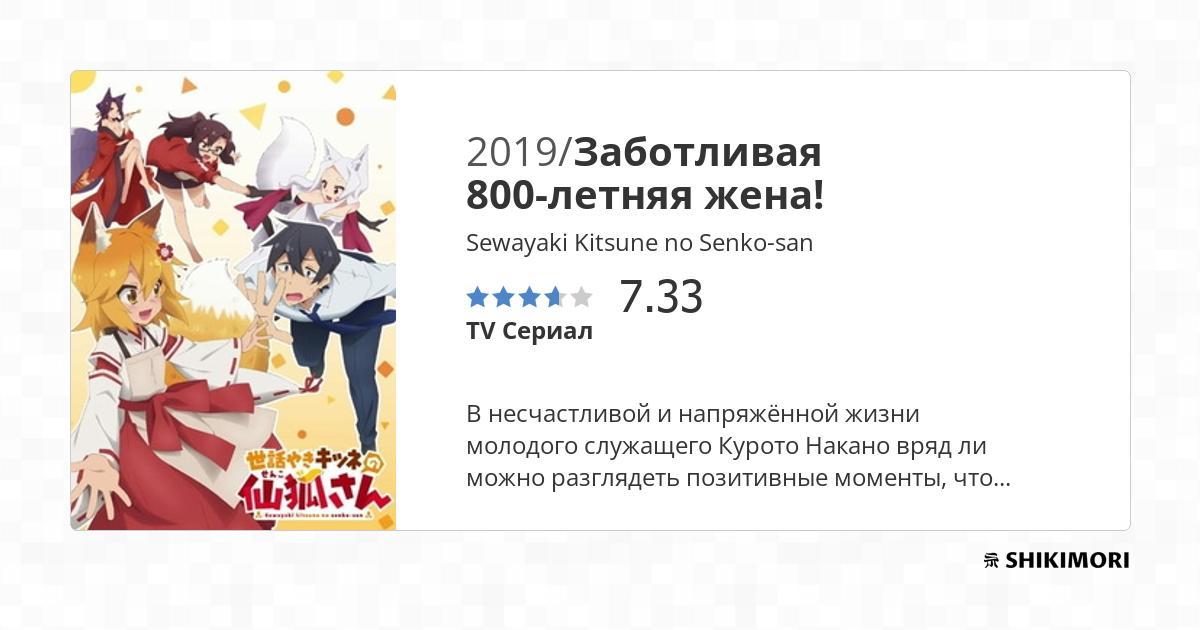 2019/Заботливая
800-летняя жена!
Sewayaki Kitsune no Senko-san
7.33
TV Сериал
В несчастливой и напряжённой жизни
молодого служащего Курото Накано вряд ли
можно разглядеть позитивные моменты, что...
世話やきキツネの
せんこ
仙狐さん
Sewayaki kitsune no senko-san
SHIKIMORI